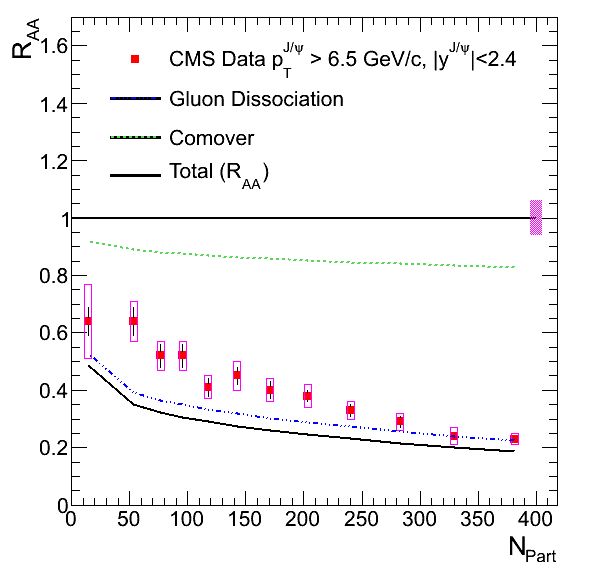 R_AA
CMS Data p_T^J/ψ > 6.5 GeV/c, |y^J/ψ|<2.4
Gluon Dissociation
Comover
Total (R_AA)
1.6
1.4
1.2
1
0.8
0.6
0.4
0.2
0
0 50 100 150 200 250 300 350 400
N_Part